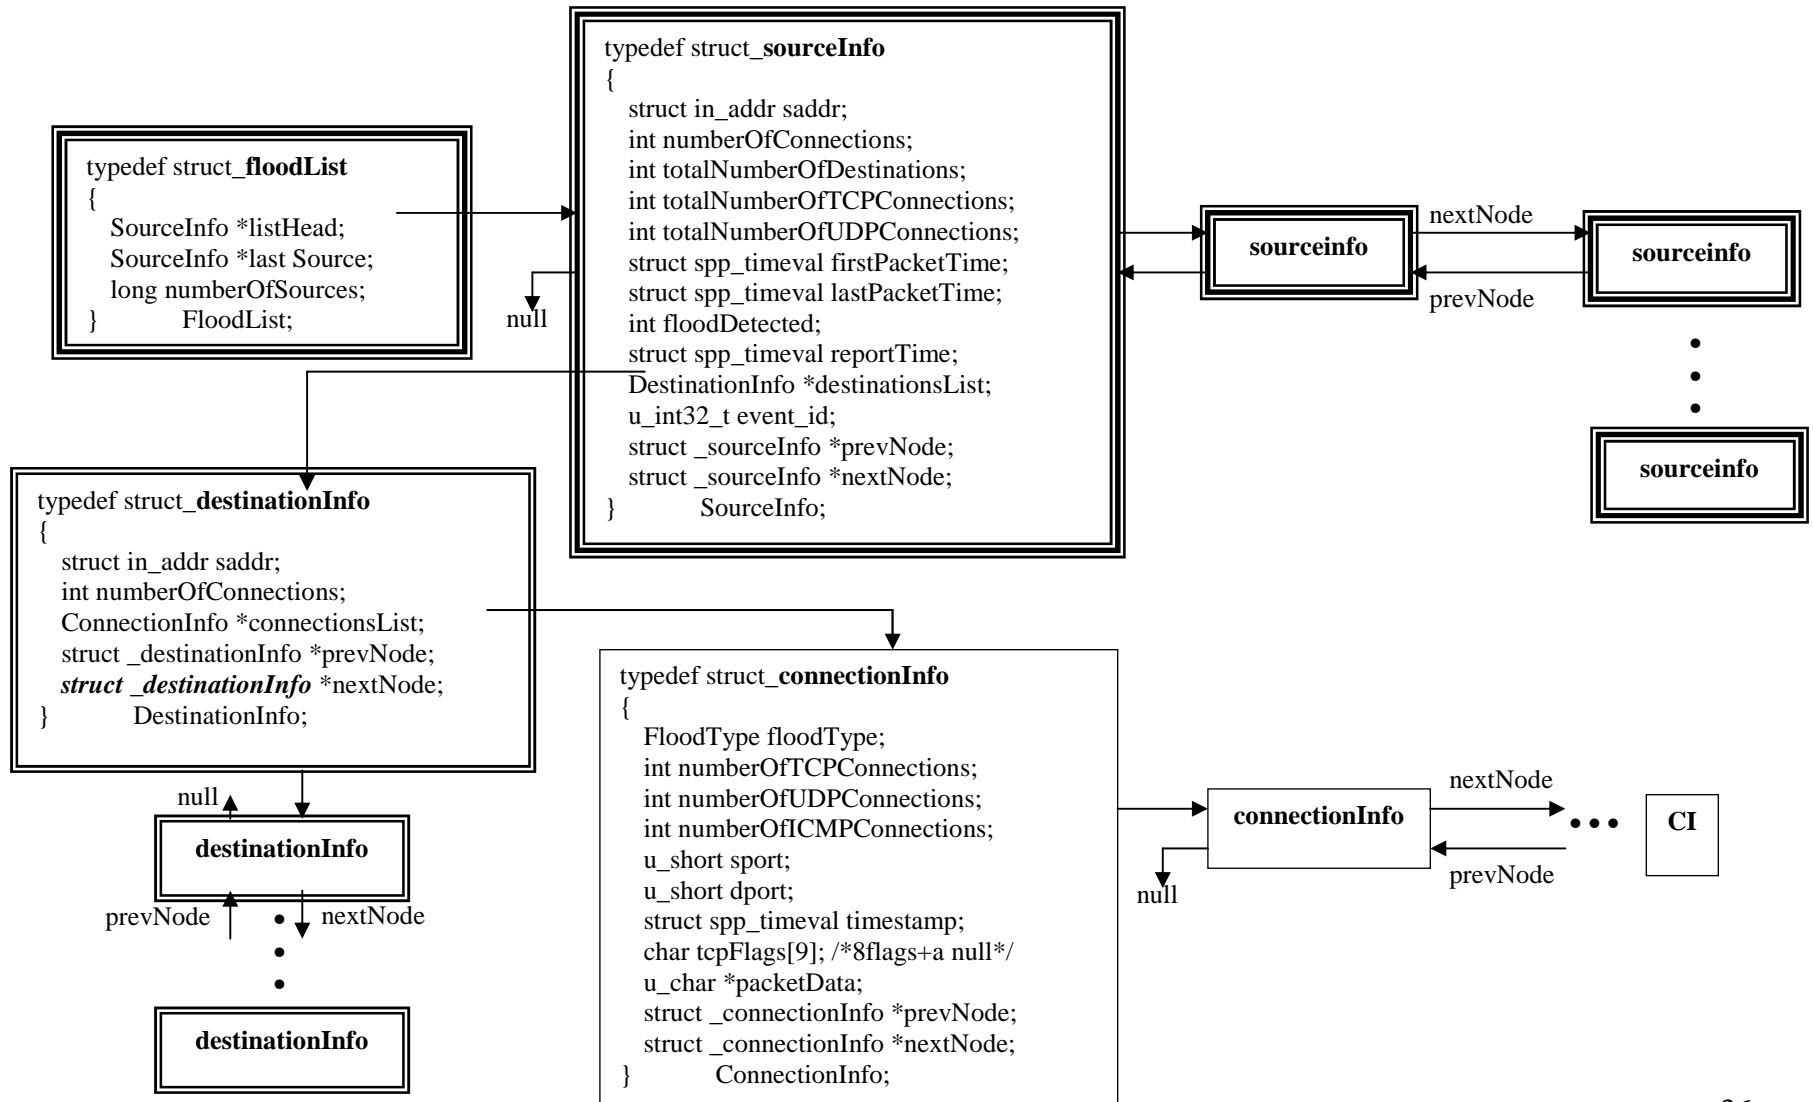 typedef struct_sourceInfo
{
struct in_addr saddr;
int numberOfConnections;
int totalNumberOfDestinations;
int totalNumberOfTCPConnections;
int totalNumberOfUDPConnections;
struct spp_timeval firstPacketTime;
struct spp_timeval lastPacketTime;
int floodDetected;
struct spp_timeval reportTime;
DestinationInfo *destinationsList;
u_int32_t event_id;
struct _sourceInfo *prevNode;
struct _sourceInfo *nextNode;
} SourceInfo;
typedef struct_floodList
{
SourceInfo *listHead;
SourceInfo *last Source;
long numberOfSources;
} FloodList;
null
sourceinfo
nextNode
prevNode
sourceinfo
sourceinfo
typedef struct_destinationInfo
{
struct in_addr saddr;
int numberOfConnections;
ConnectionInfo *connectionsList;
struct _destinationInfo *prevNode;
struct _destinationInfo *nextNode;
} DestinationInfo;
null
destinationInfo
prevNode
nextNode
destinationInfo
typedef struct_connectionInfo
{
FloodType floodType;
int numberOfTCPConnections;
int numberOfUDPConnections;
int numberOfICMPConnections;
u_short sport;
u_short dport;
struct spp_timeval timestamp;
char tcpFlags[9]; /*8flags+a null*/
u_char *packetData;
struct _connectionInfo *prevNode;
struct _connectionInfo *nextNode;
} ConnectionInfo;
null
connectionInfo
nextNode
prevNode
CI